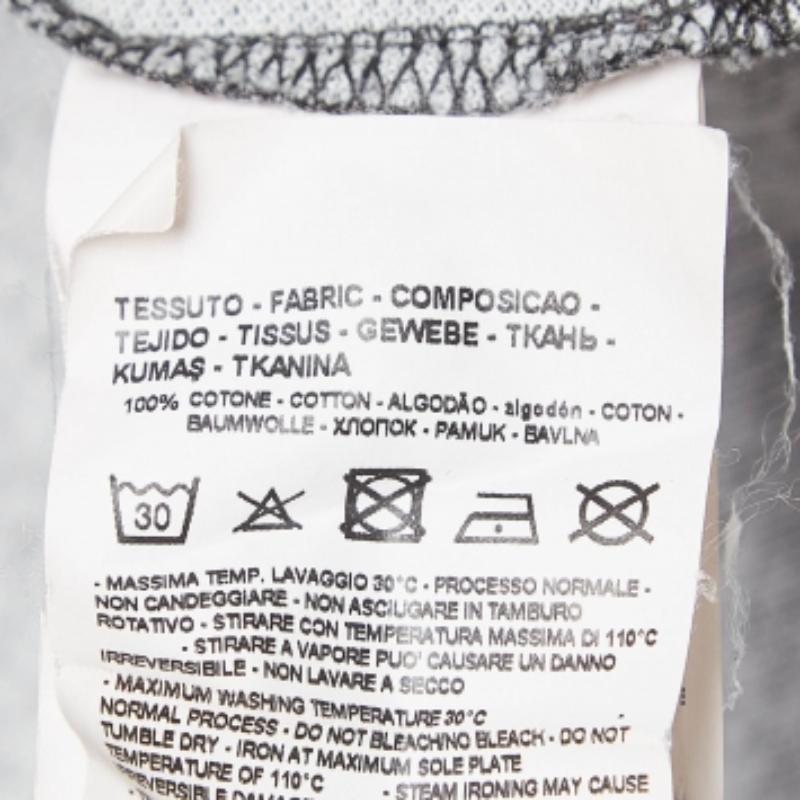 TESSUTO - FABRIC - COMPOSICAO -
TEJIDO - TISSUS - GEWEBE - ТКАНЬ -
KUMAŞ - TKANINA
100% COTONE - COTTON - ALGODÃO - algodón - COTON -
BAUMWOLLE - ХЛОПОК - PAMUK - BAVLNA
30
- MASSIMA TEMP. LAVAGGIO 30°C - PROCESSO NORMALE -
NON CANDEGGIARE - NON ASCIUGARE IN TAMBURO
ROTATIVO - STIRARE CON TEMPERATURA MASSIMA DI 110°C
- STIRARE A VAPORE PUO' CAUSARE UN DANNO
IRREVERSIBILE - NON LAVARE A SECCO
- MAXIMUM WASHING TEMPERATURE 30°C
NORMAL PROCESS - DO NOT BLEACH/NO BLEACH - DO NOT
TUMBLE DRY - IRON AT MAXIMUM SOLE PLATE
TEMPERATURE OF 110°C - STEAM IRONING MAY CAUSE